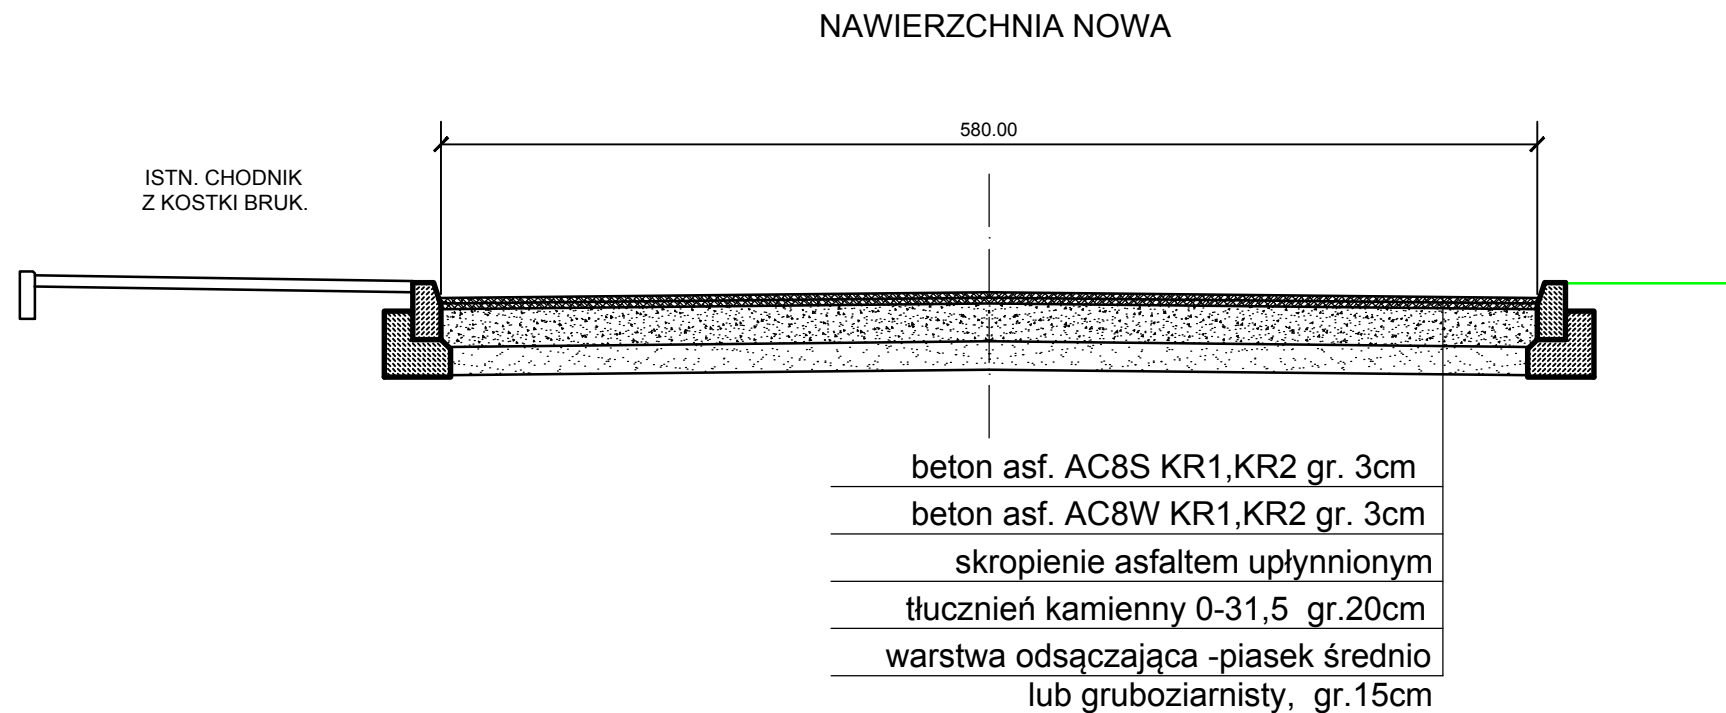 NAWIERZCHNIA NOWA
580.00
ISTN. CHODNIK
Z KOSTKI BRUK.
beton asf. AC8S KR1,KR2 gr. 3cm
beton asf. AC8W KR1,KR2 gr. 3cm
skropienie asfaltem upłynnionym
tłucznień kamienny 0-31,5 gr.20cm
warstwa odsączająca -piasek średnio
lub gruboziarnisty, gr.15cm